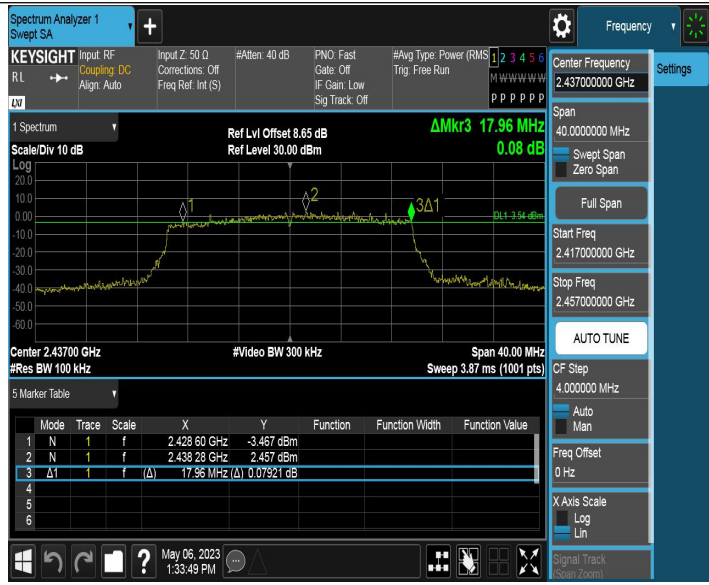 Spectrum Analyzer 1
Swept SA
Frequency
KEYSIGHT
RL
LXI
Input: RF
Coupling: DC
Align: Auto
Input Z: 50 Ω
Corrections: Off
Freq Ref: Int (S)
#Atten: 40 dB
PNO: Fast
Gate: Off
IF Gain: Low
Sig Track: Off
#Avg Type: Power (RMS
Trig: Free Run
1 2 3 4 5 6
M W W W W W
P P P P P P
1 Spectrum
Scale/Div 10 dB
Ref Lvl Offset 8.65 dB
Ref Level 30.00 dBm
ΔMkr3 17.96 MHz
0.08 dB
Log
20.0
10.0
0.00
-10.0
-20.0
-30.0
-40.0
-50.0
-60.0
1
2
3Δ1
DL1 -3.54 dBm
Center 2.43700 GHz
#Res BW 100 kHz
#Video BW 300 kHz
Span 40.00 MHz
Sweep 3.87 ms (1001 pts)
5 Marker Table
Mode Trace Scale X Y Function Function Width Function Value
1 N 1 f 2.428 60 GHz -3.467 dBm
2 N 1 f 2.438 28 GHz 2.457 dBm
3 Δ1 1 f (Δ) 17.96 MHz (Δ) 0.07921 dB
4
5
6
May 06, 2023
1:33:49 PM
?
Center Frequency
2.437000000 GHz
Span
40.0000000 MHz
Swept Span
Zero Span
Full Span
Start Freq
2.417000000 GHz
Stop Freq
2.457000000 GHz
AUTO TUNE
CF Step
4.000000 MHz
Auto
Man
Freq Offset
0 Hz
X Axis Scale
Log
Lin
Signal Track
(Span Zoom)
Settings